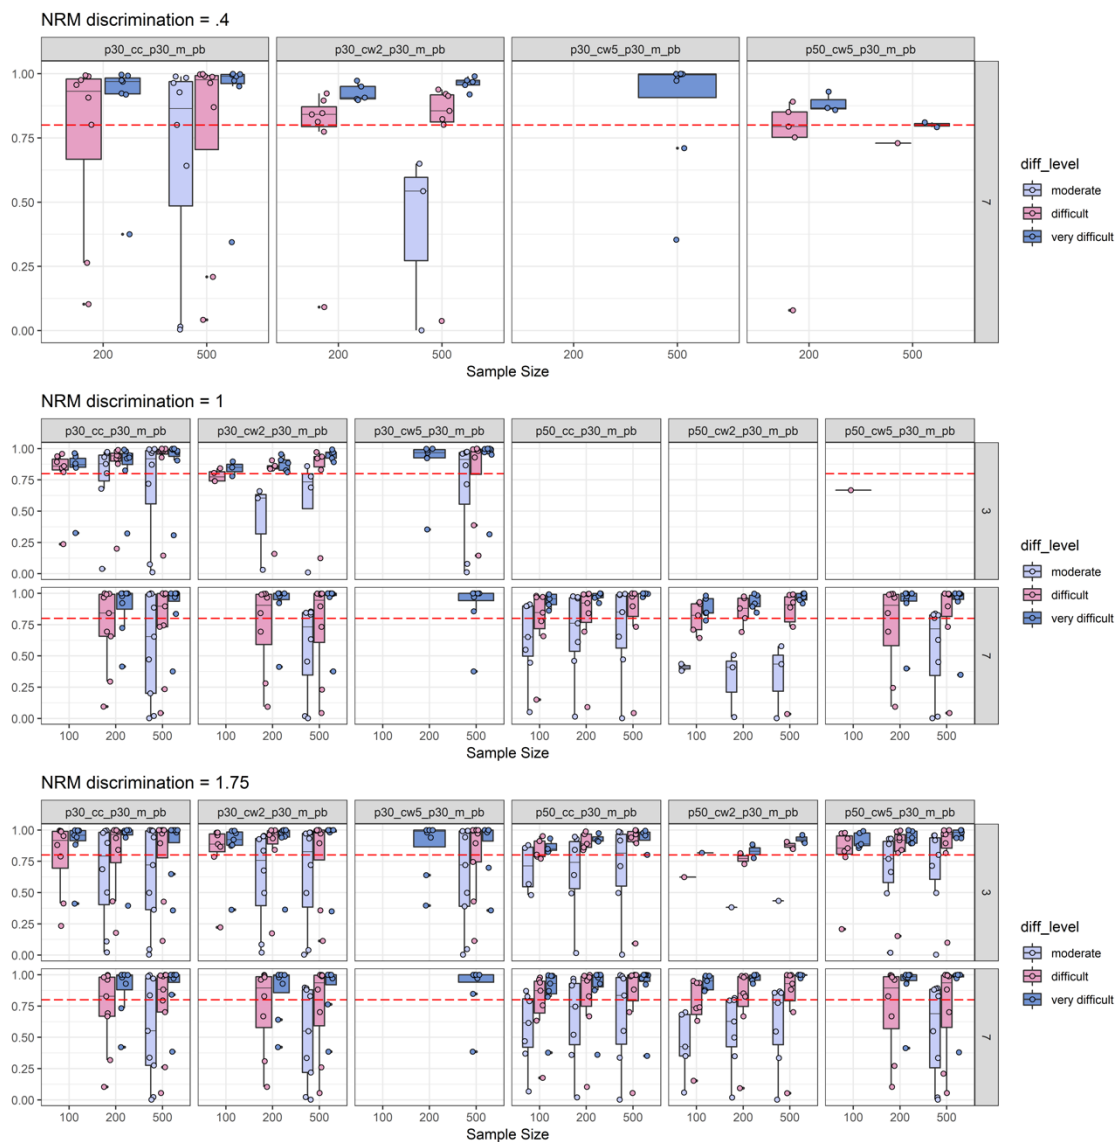 NRM discrimination = .4
p30_cc_p30_m_pb p30_cw2_p30_m_pb p30_cw5_p30_m_pb p50_cw5_p30_m_pb
1.00
0.75
0.50
0.25
0.00
7
200 500 200 500 200 500 200 500
Sample Size
diff_level
moderate
difficult
very difficult
NRM discrimination = 1
p30_cc_p30_m_pb p30_cw2_p30_m_pb p30_cw5_p30_m_pb p50_cc_p30_m_pb p50_cw2_p30_m_pb p50_cw5_p30_m_pb
1.00
0.75
0.50
0.25
0.00
3
1.00
0.75
0.50
0.25
0.00
7
100 200 500 100 200 500 100 200 500 100 200 500 100 200 500 100 200 500
Sample Size
diff_level
moderate
difficult
very difficult
NRM discrimination = 1.75
p30_cc_p30_m_pb p30_cw2_p30_m_pb p30_cw5_p30_m_pb p50_cc_p30_m_pb p50_cw2_p30_m_pb p50_cw5_p30_m_pb
1.00
0.75
0.50
0.25
0.00
3
1.00
0.75
0.50
0.25
0.00
7
100 200 500 100 200 500 100 200 500 100 200 500 100 200 500 100 200 500
Sample Size
diff_level
moderate
difficult
very difficult